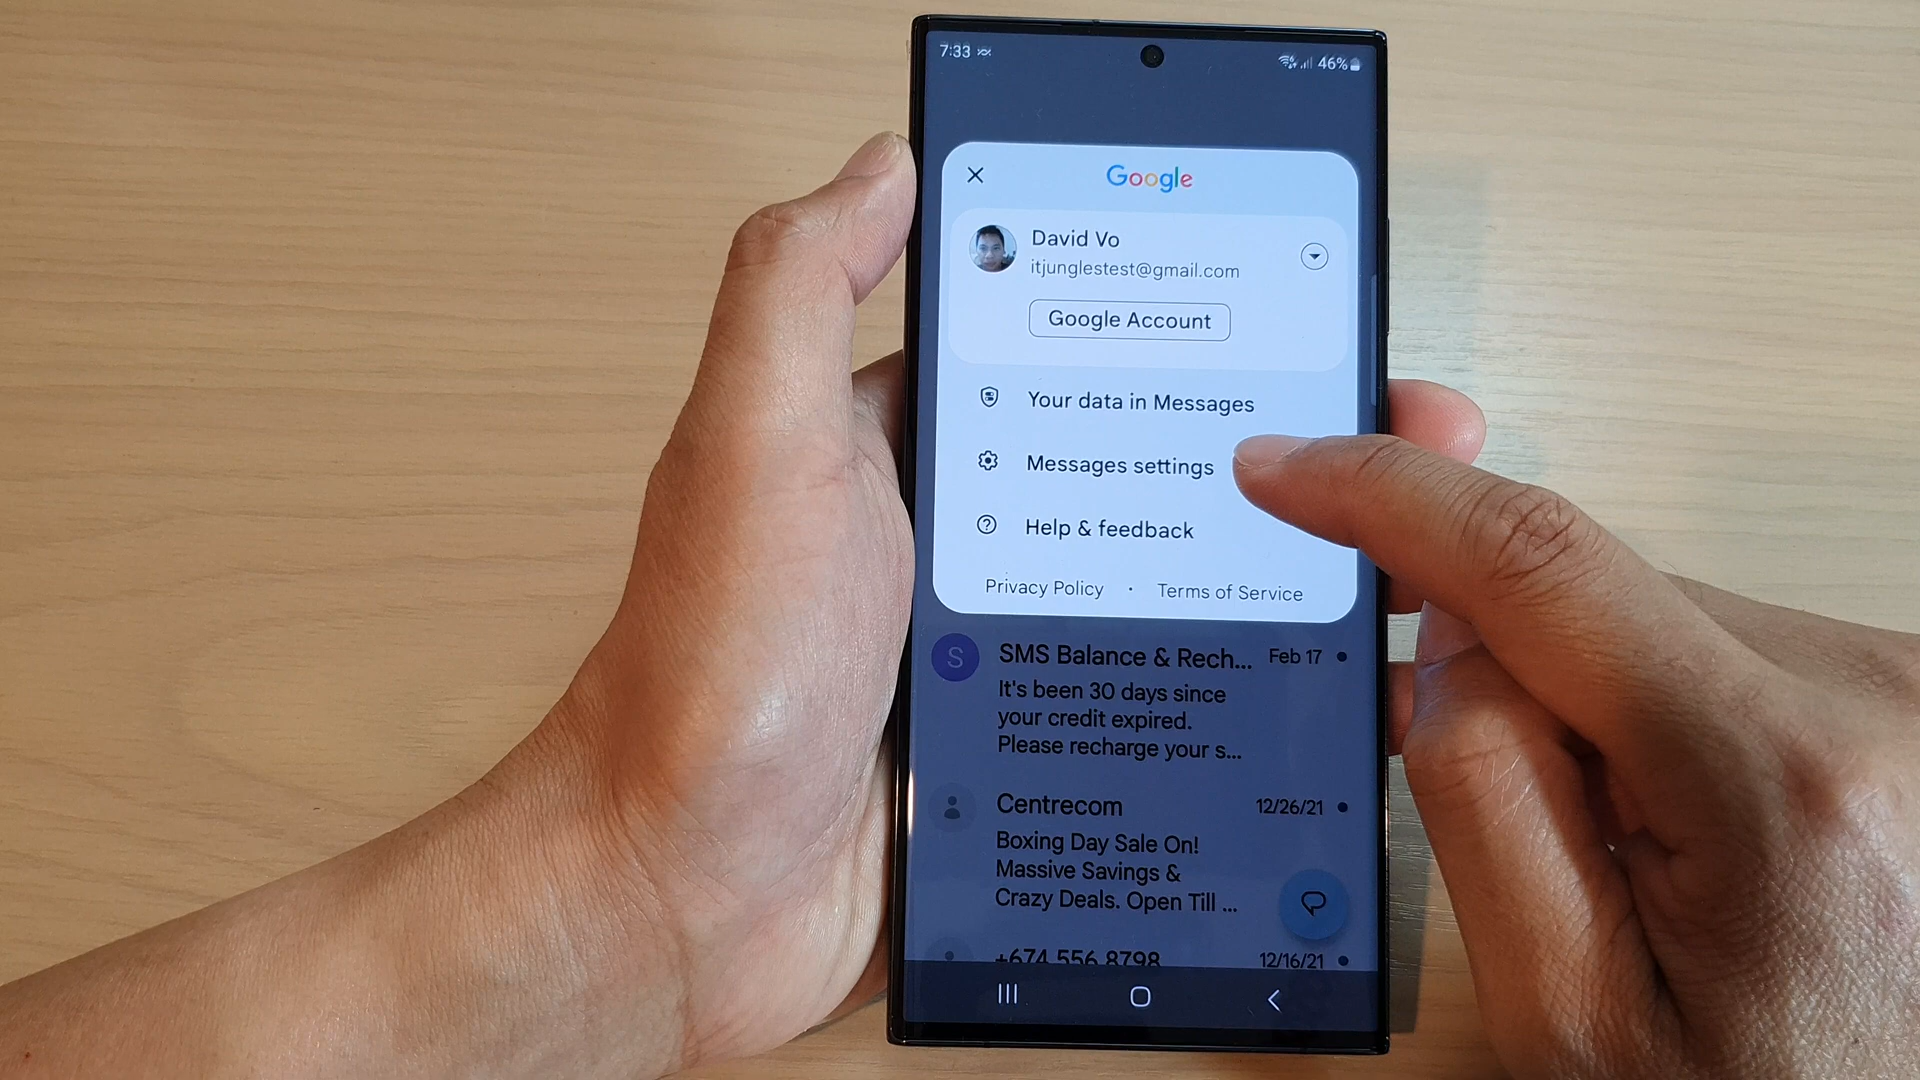 7:33
46%
Google
David Vo
itjunglestest@gmail.com
Google Account
Your data in Messages
Messages settings
Help & feedback
Privacy Policy · Terms of Service
S
SMS Balance & Rech... Feb 17
It's been 30 days since
your credit expired.
Please recharge your s...
Centrecom 12/26/21
Boxing Day Sale On!
Massive Savings &
Crazy Deals. Open Till ...
+674 556 8798 12/16/21